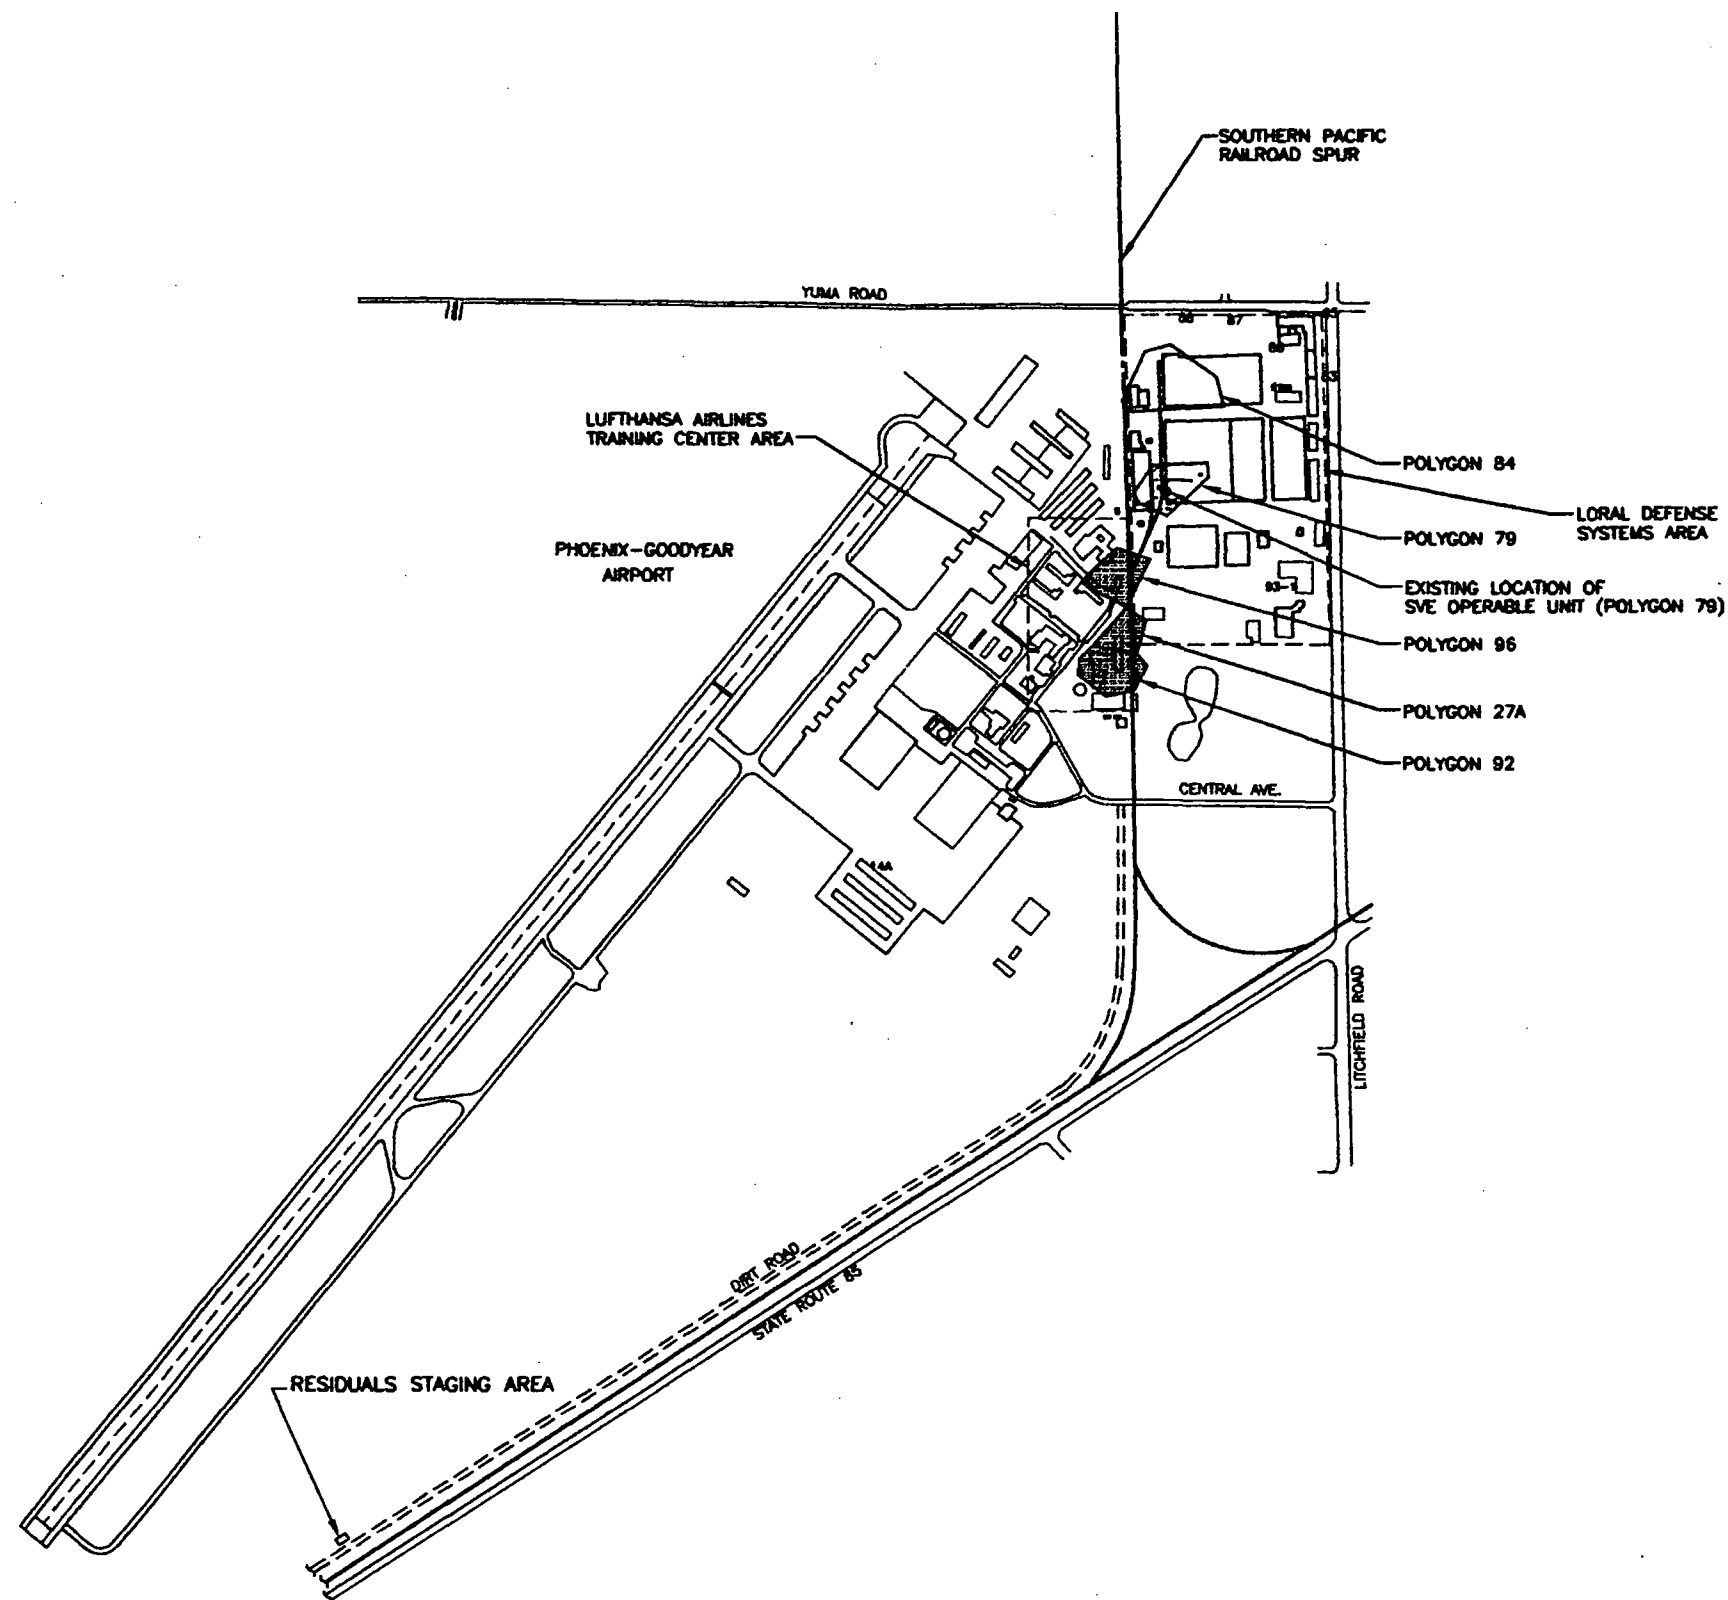 SOUTHERN PACIFIC
RAILROAD SPUR
YUMA ROAD
87
83
LUFTHANSA AIRLINES
TRAINING CENTER AREA
POLYGON 84
LORAL DEFENSE
SYSTEMS AREA
POLYGON 79
PHOENIX-GOODYEAR
AIRPORT
EXISTING LOCATION OF
SVE OPERABLE UNIT (POLYGON 79)
POLYGON 96
POLYGON 27A
POLYGON 92
CENTRAL AVE.
LITCHFIELD ROAD
DIRT ROAD
STATE ROUTE 85
RESIDUALS STAGING AREA